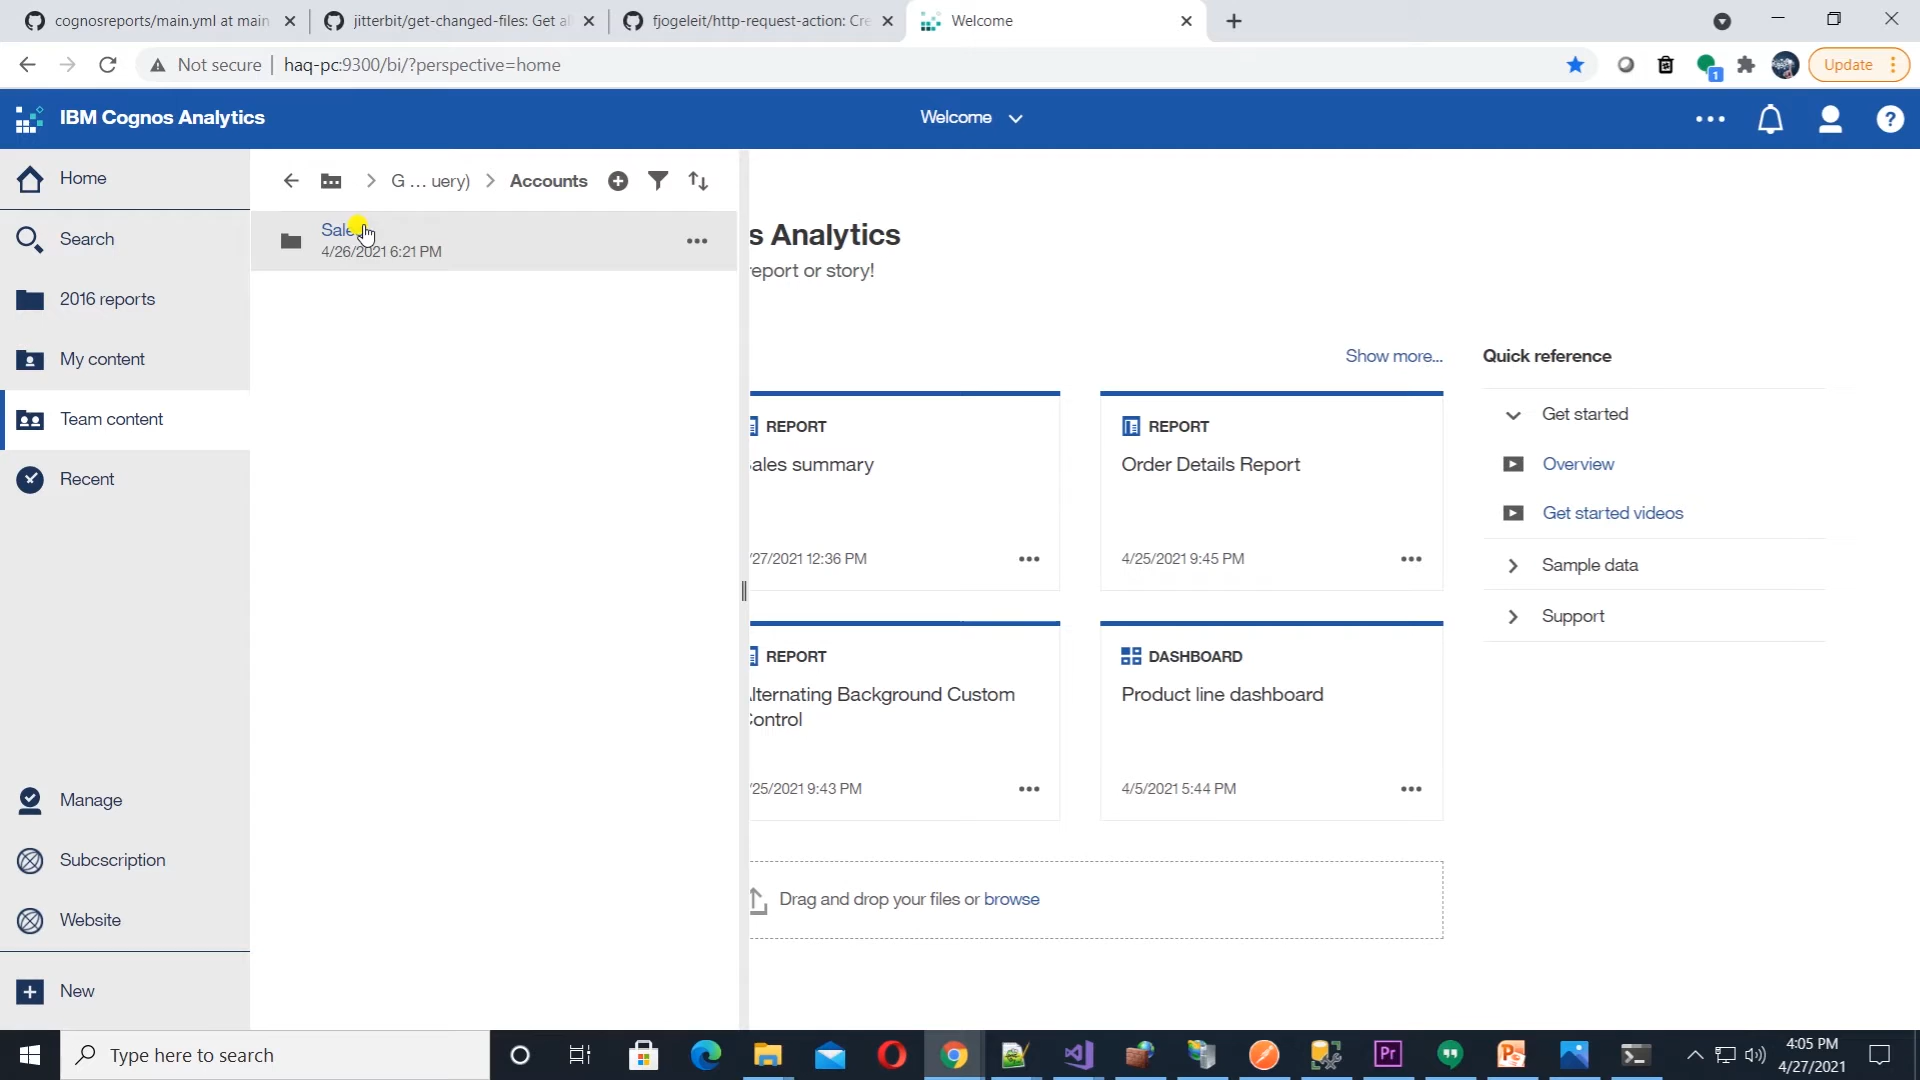 cognosreports/main.yml at main
jitterbit/get-changed-files: Get al
fjogeleit/http-request-action: Cre
Welcome
Not secure
haq-pc:9300/bi/?perspective=home
1
Update
IBM Cognos Analytics
Welcome
?
Home
Search
2016 reports
My content
Team content
Recent
Manage
Subcscription
Website
New
G ... uery)
Accounts
Sale
4/26/2021 6:21 PM
s Analytics
report or story!
Show more...
REPORT
ales summary
/27/2021 12:36 PM
REPORT
Order Details Report
4/25/2021 9:45 PM
REPORT
lternating Background Custom
Control
/25/2021 9:43 PM
DASHBOARD
Product line dashboard
4/5/2021 5:44 PM
Drag and drop your files or browse
Quick reference
Get started
Overview
Get started videos
Sample data
Support
Type here to search
Pr
4:05 PM
4/27/2021